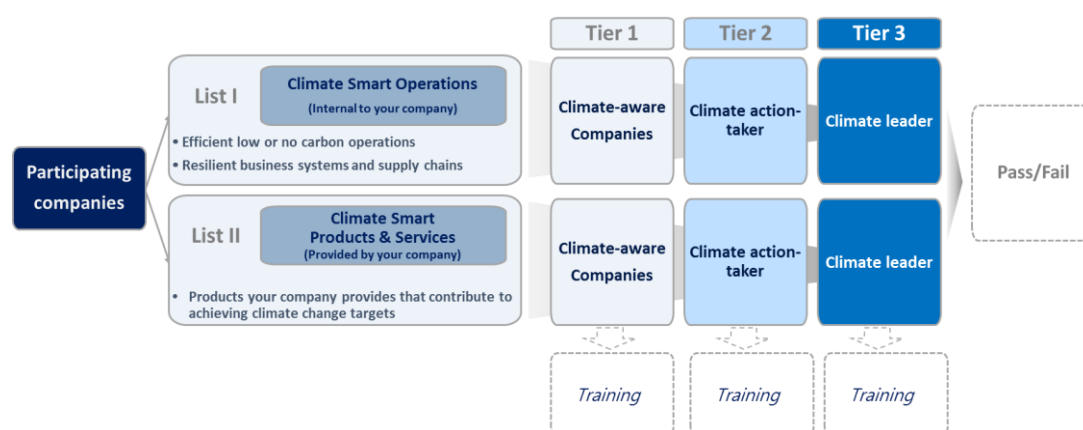 Tier 1
Tier 2
Tier 3
Participating
companies
List I
Climate Smart Operations
(Internal to your company)
• Efficient low or no carbon operations
• Resilient business systems and supply chains
Climate-aware
Companies
Climate action-
taker
Climate leader
Pass/Fail
List II
Climate Smart
Products & Services
(Provided by your company)
• Products your company provides that contribute to
achieving climate change targets
Climate-aware
Companies
Climate action-
taker
Climate leader
Training
Training
Training